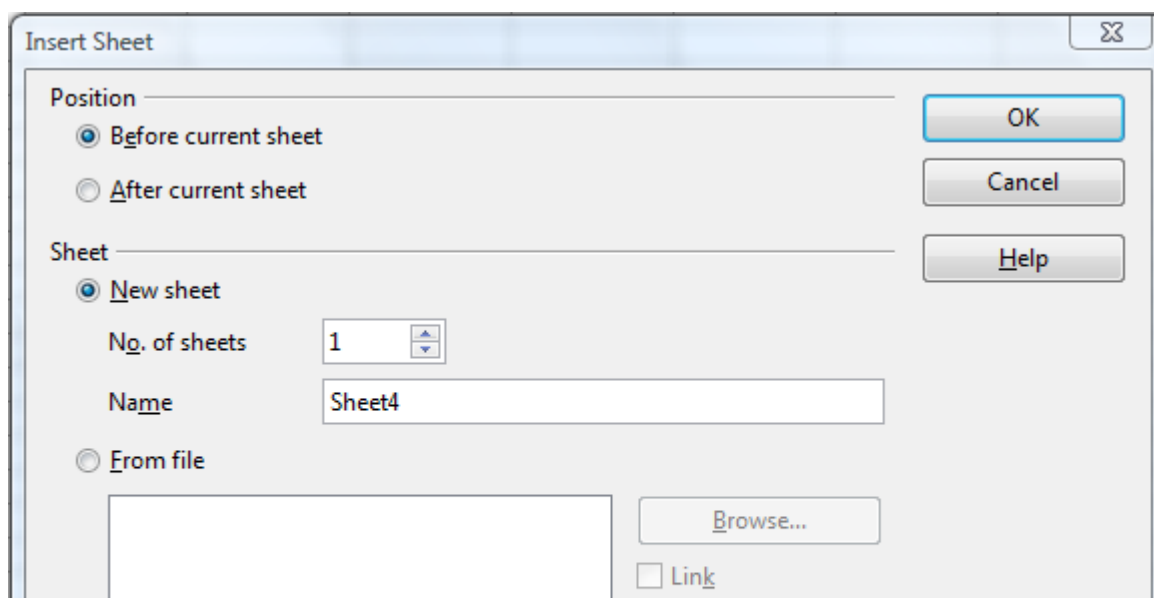 Insert Sheet
Position
Before current sheet
After current sheet
OK
Cancel
Help
Sheet
New sheet
No. of sheets 1
Name Sheet4
From file
Browse...
Link